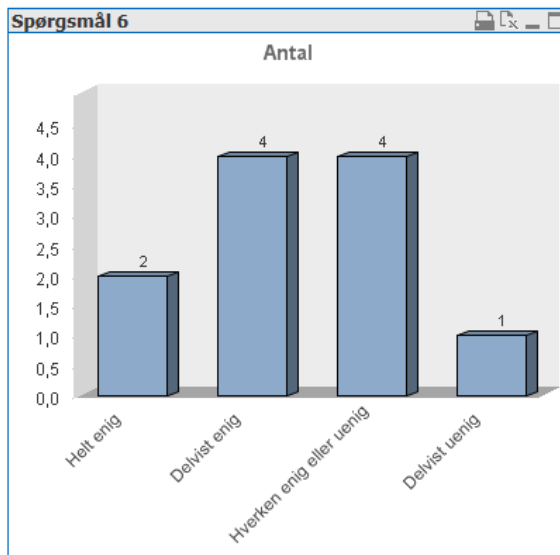 Spørgsmål 6
Antal
4,5
4,0
3,5
3,0
2,5
2,0
1,5
1,0
0,5
0,0
2
4
4
1
Helt enig
Delvist enig
Hverken enig eller uenig
Delvist uenig